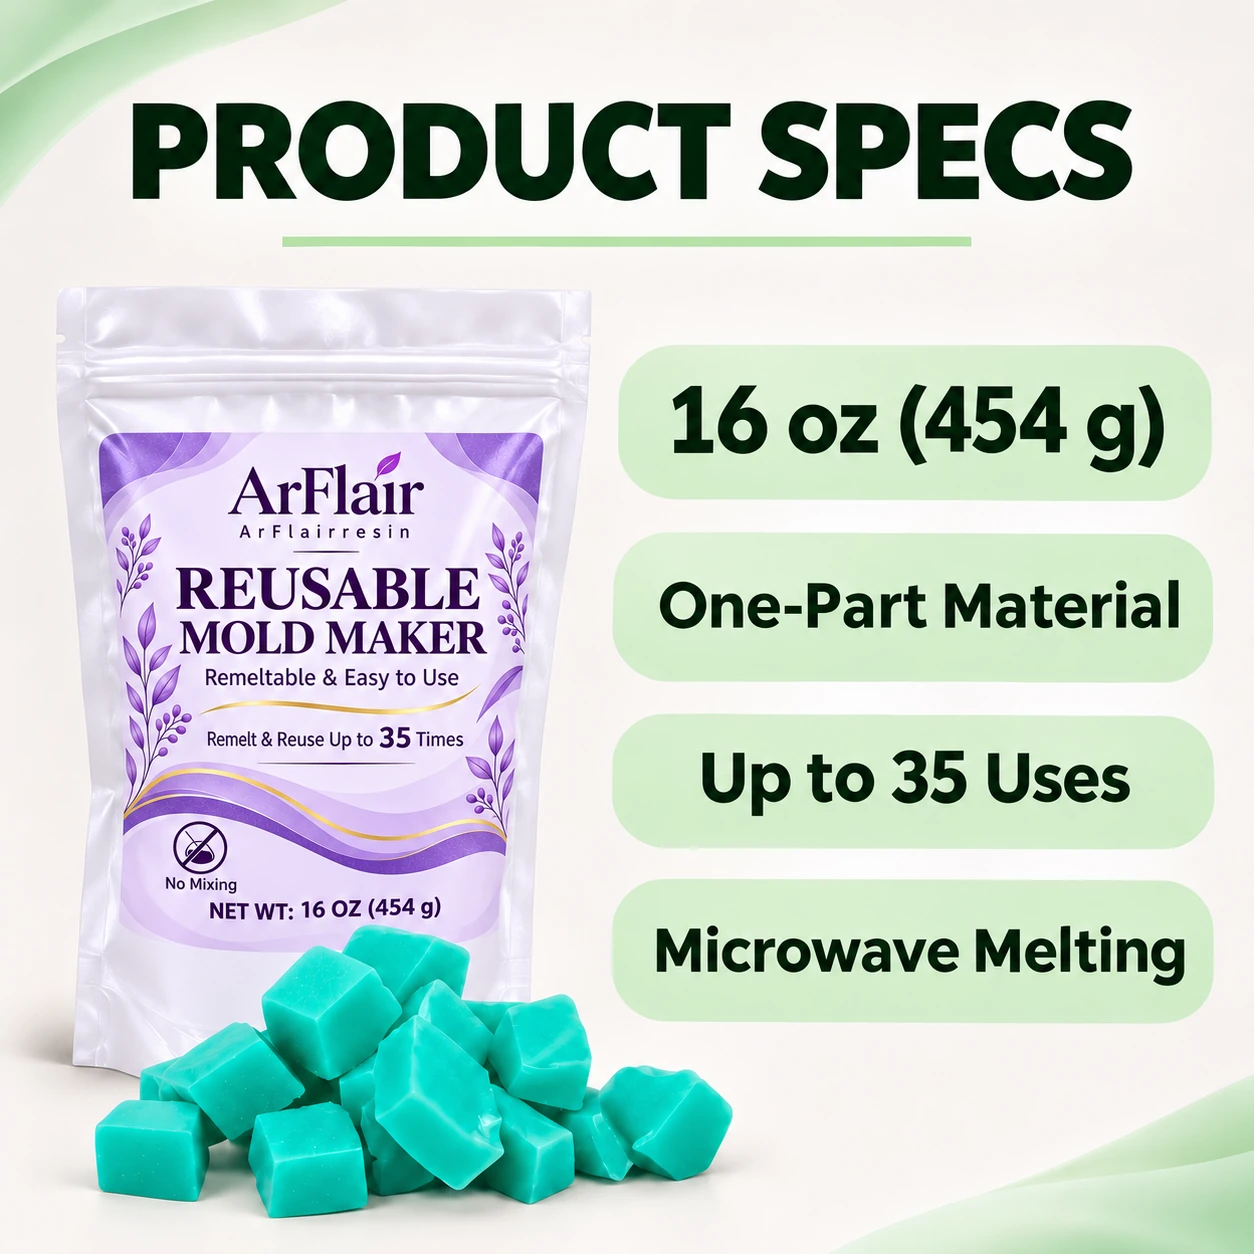 PRODUCT SPECS
ArFlair
ArFlairresin
REUSABLE
MOLD MAKER
Remeltable & Easy to Use
Remelt & Reuse Up to 35 Times
No Mixing
NET WT: 16 OZ (454 g)
16 oz (454 g)
One-Part Material
Up to 35 Uses
Microwave Melting